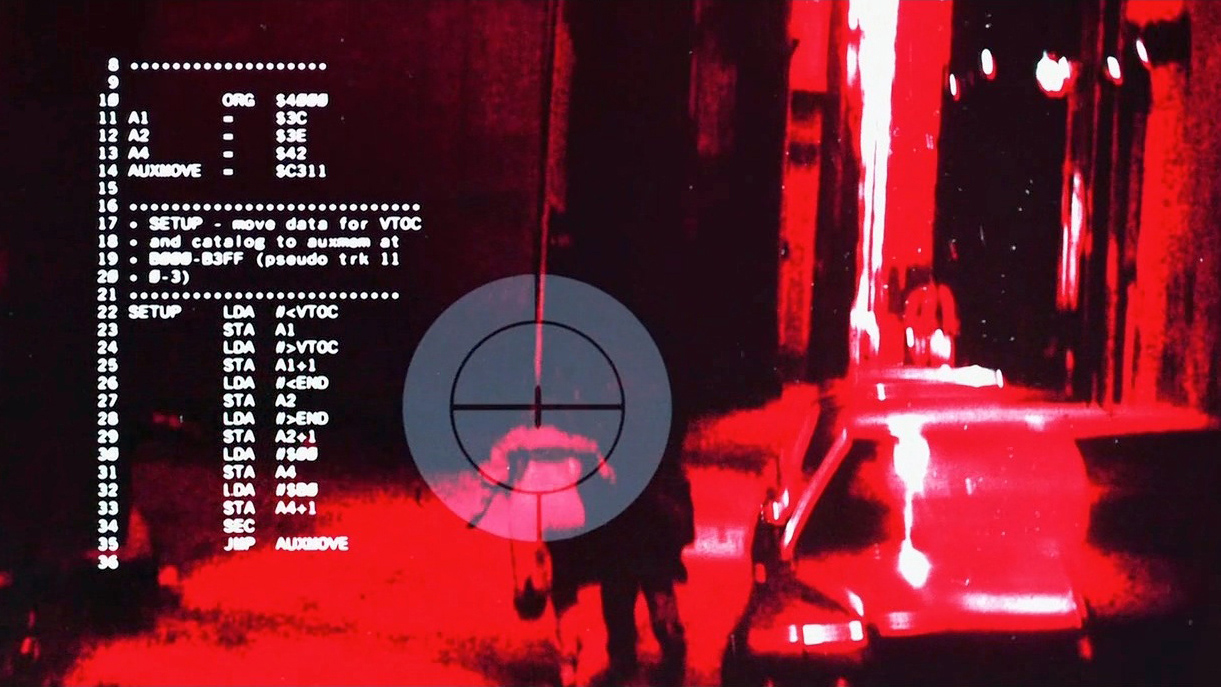 8 •••••••••••••••••••
9
10 ORG $4000
11 A1 = $3C
12 A2 = $3E
13 A4 = $42
14 AUXMOVE = $C311
15
16 ••••••••••••••••••••••••••••
17 • SETUP - move data for VTOC
18 • and catalog to auxmem at
19 • B000-B3FF (pseudo trk 11
20 • 0-3)
21 ••••••••••••••••••••••••••
22 SETUP LDA #<VTOC
23 STA A1
24 LDA #>VTOC
25 STA A1+1
26 LDA #<END
27 STA A2
28 LDA #>END
29 STA A2+1
30 LDA #$00
31 STA A4
32 LDA #$B0
33 STA A4+1
34 SEC
35 JMP AUXMOVE
36